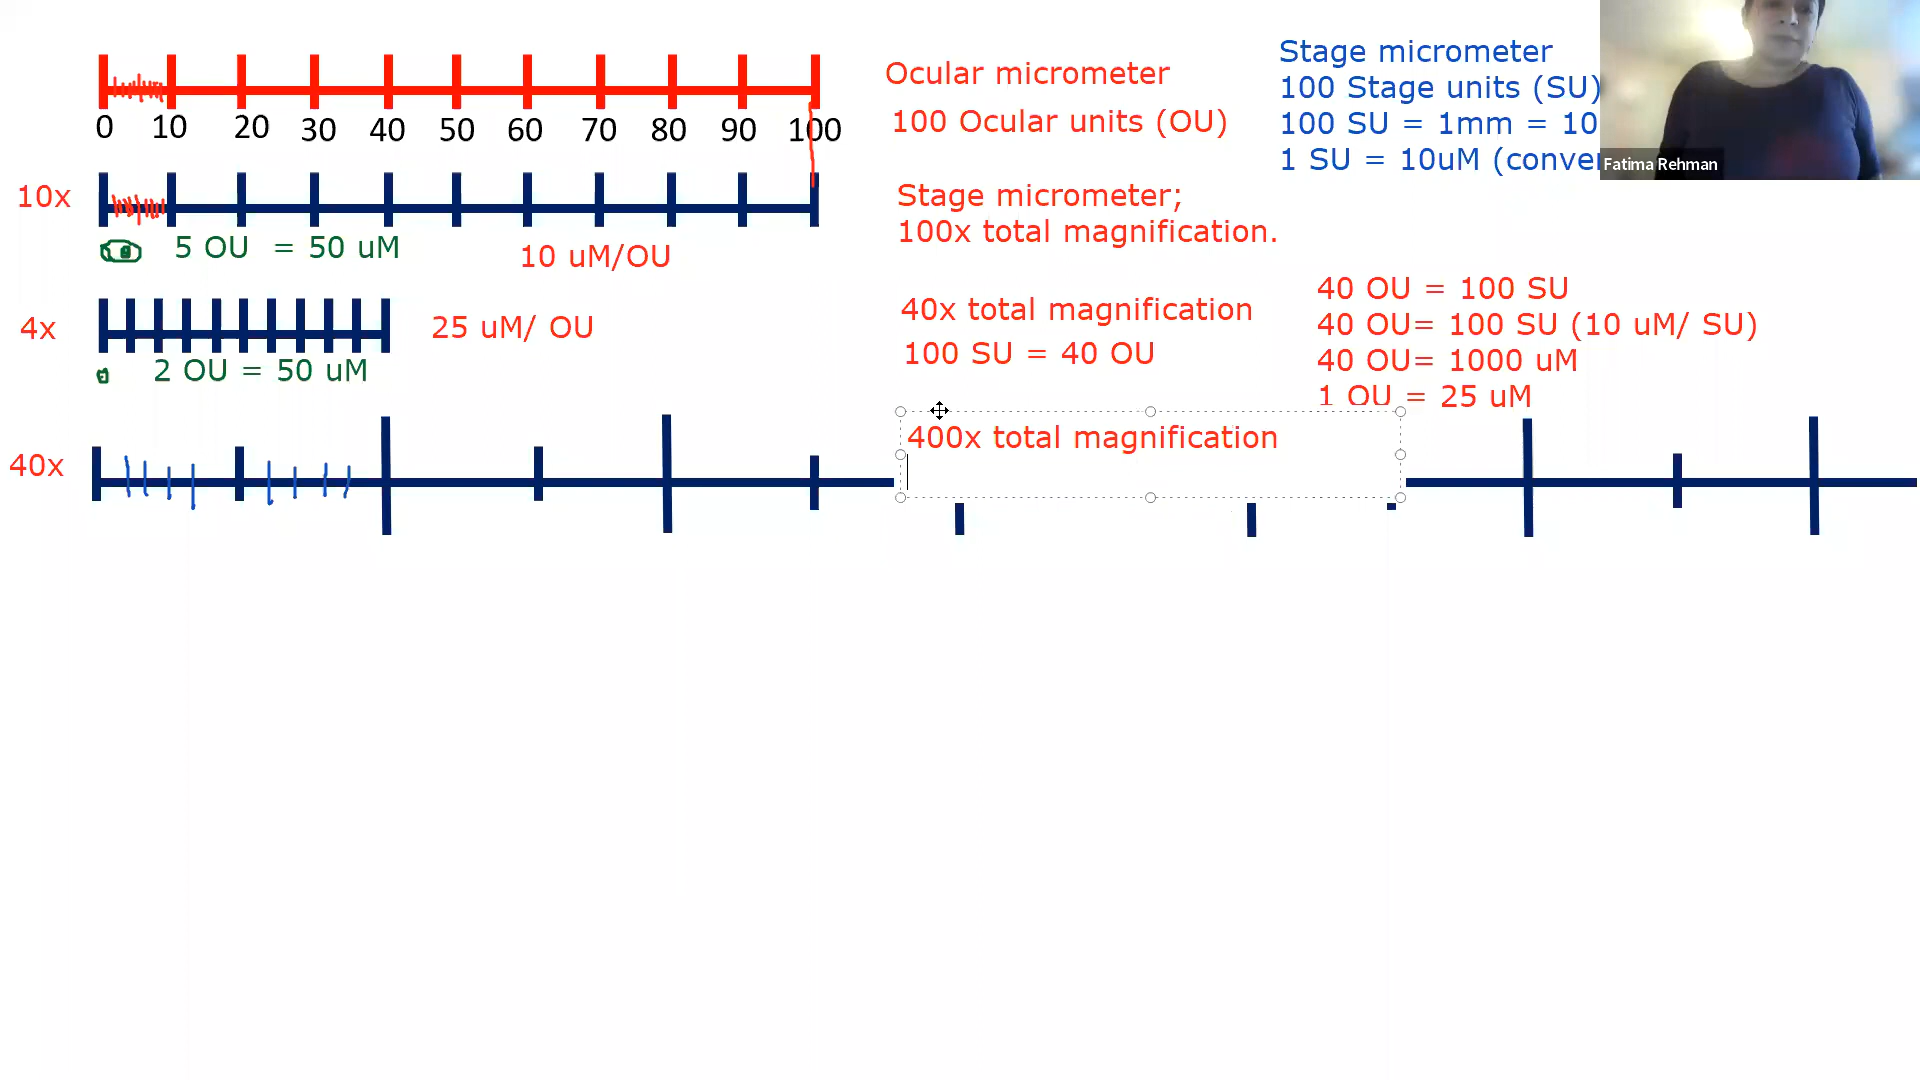 0 10 20 30 40 50 60 70 80 90 100
Ocular micrometer
100 Ocular units (OU)
Stage micrometer
100 Stage units (SU)
100 SU = 1mm = 10
1 SU = 10uM (conver
Fatima Rehman
10x
5 OU = 50 uM
10 uM/OU
Stage micrometer;
100x total magnification.
4x
25 uM/ OU
2 OU = 50 uM
40x total magnification
100 SU = 40 OU
40 OU = 100 SU
40 OU= 100 SU (10 uM/ SU)
40 OU= 1000 uM
1 OU = 25 uM
40x
400x total magnification